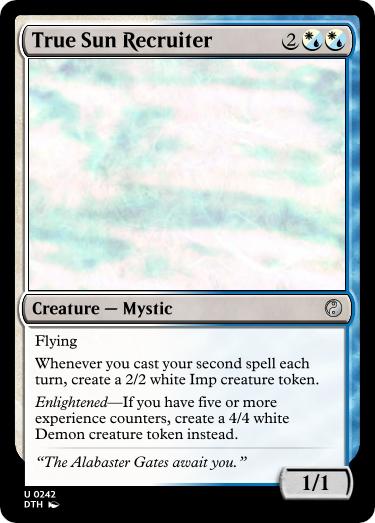 True Sun Recruiter 2
Creature — Mystic
Flying
Whenever you cast your second spell each
turn, create a 2/2 white Imp creature token.
Enlightened—If you have five or more
experience counters, create a 4/4 white
Demon creature token instead.
“The Alabaster Gates await you.”
1/1
U 0242
DTH